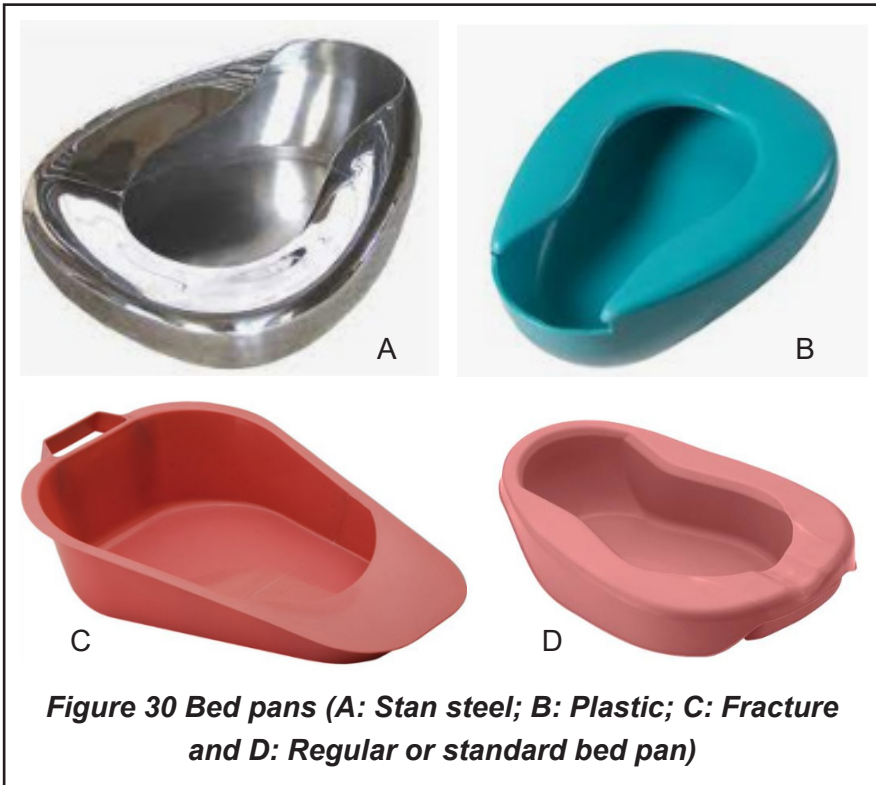 A
B
C
D
Figure 30 Bed pans (A: Stan steel; B: Plastic; C: Fracture
and D: Regular or standard bed pan)